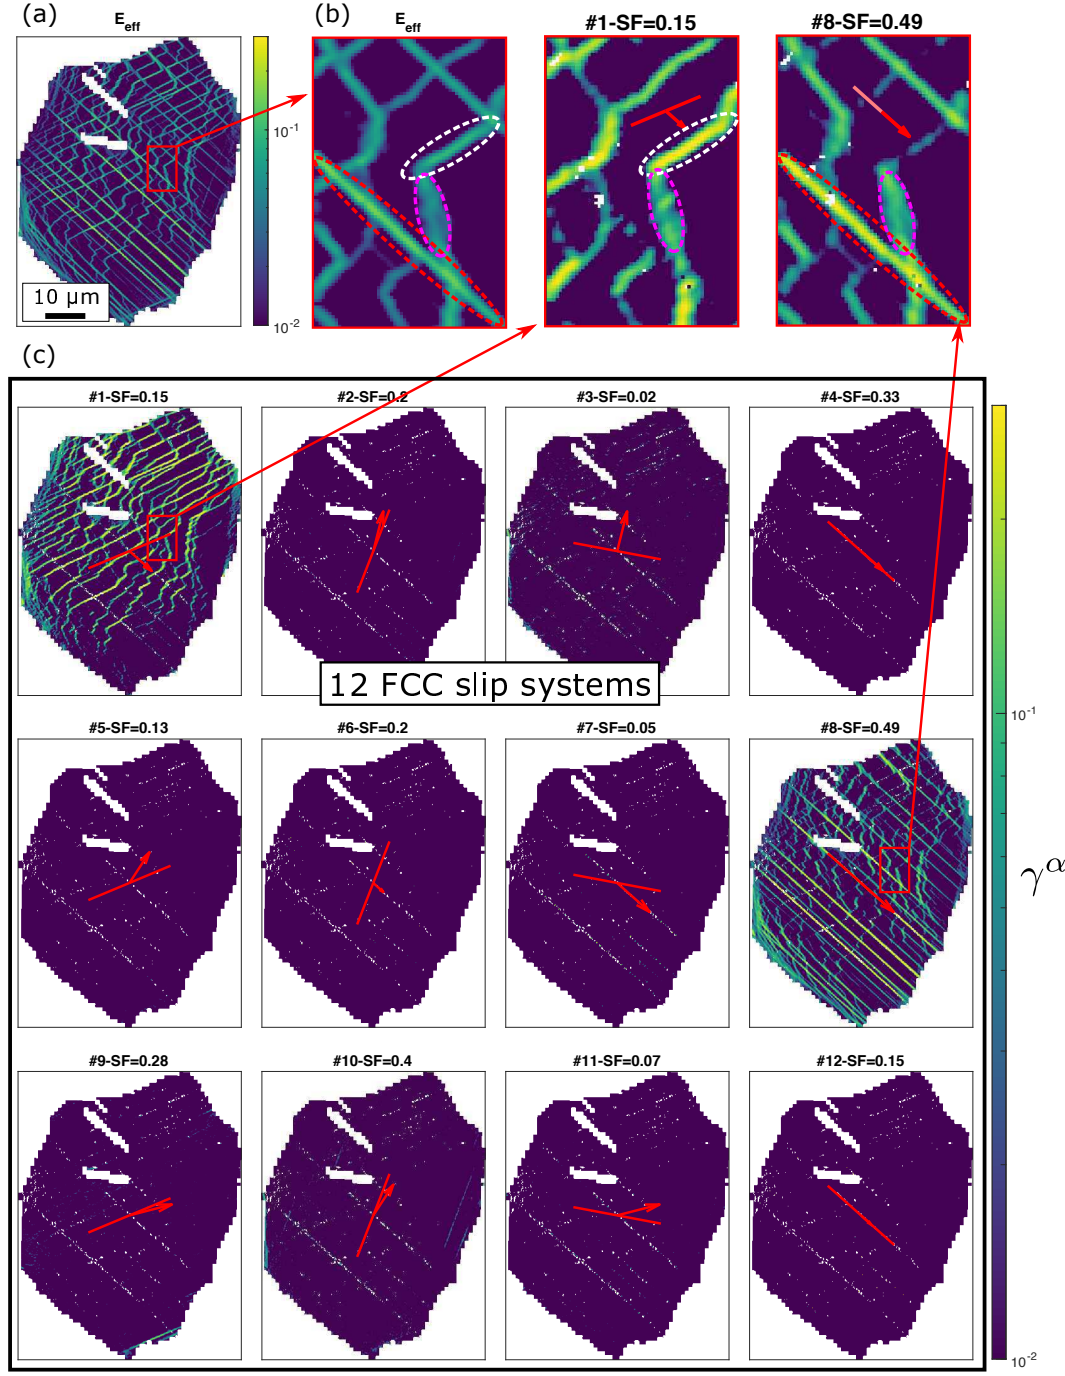 (a)
E_eff
10^-1
10^-2
10 μm
(b)
E_eff
#1-SF=0.15
#8-SF=0.49
(c)
#1-SF=0.15
#2-SF=0.2
#3-SF=0.02
#4-SF=0.33
12 FCC slip systems
#5-SF=0.13
#6-SF=0.2
#7-SF=0.05
#8-SF=0.49
#9-SF=0.28
#10-SF=0.4
#11-SF=0.07
#12-SF=0.15
10^-1
γ^α
10^-2